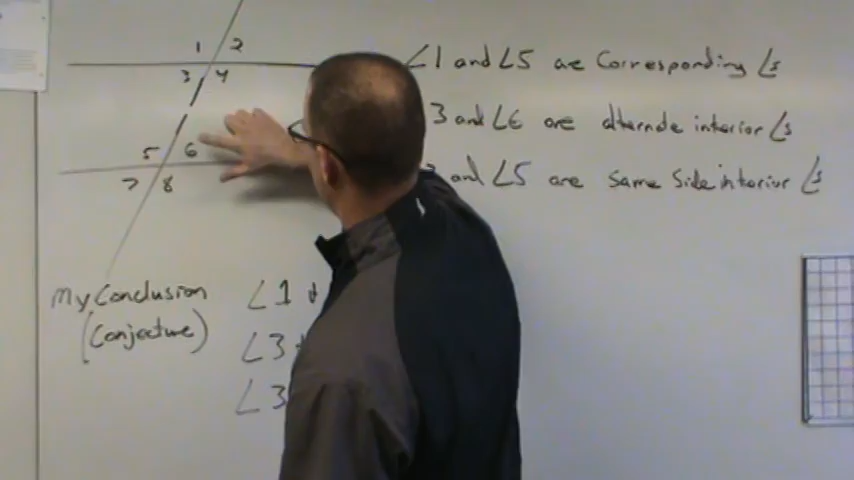 1 2
3 4
5 6
7 8
∠1 and ∠5 are Corresponding ∠s
3 and ∠6 are alternate interior ∠s
and ∠5 are Same Side interior ∠s
My Conclusion
(Conjecture)
∠1
∠3
∠3